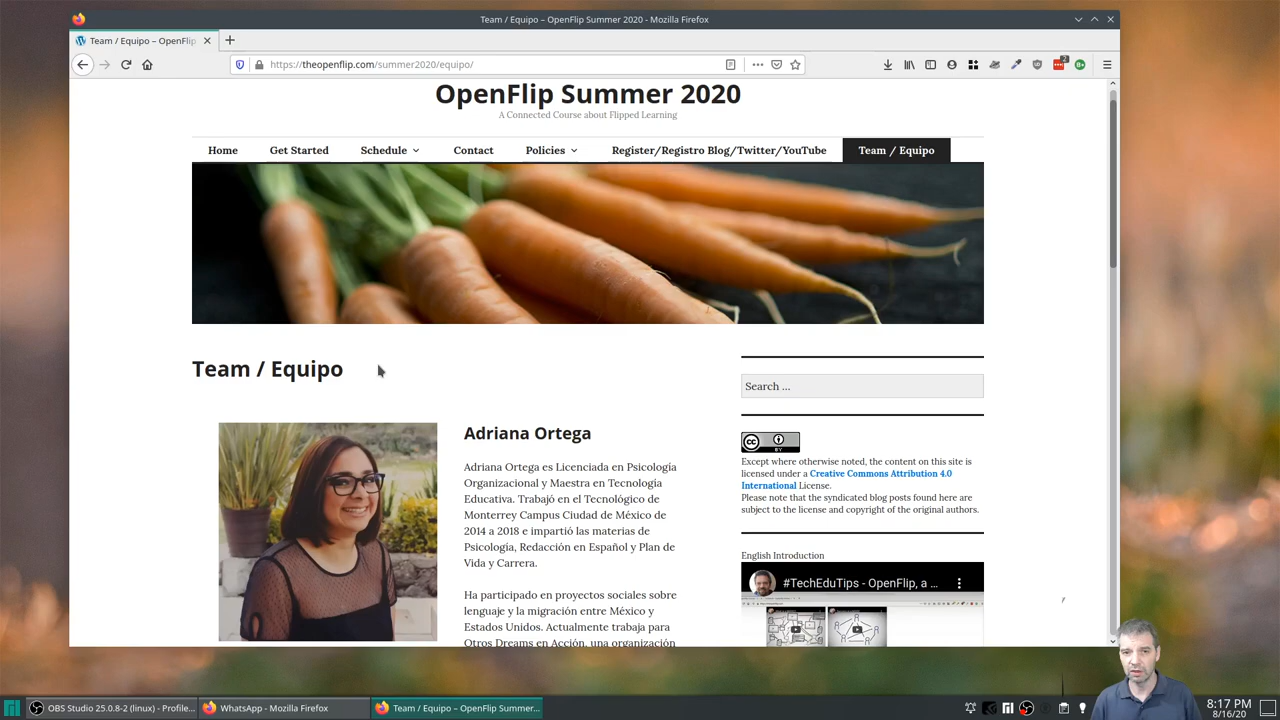 Team / Equipo – OpenFlip Summer 2020 - Mozilla Firefox
Team / Equipo – OpenFlip
https://theopenflip.com/summer2020/equipo/
OpenFlip Summer 2020
A Connected Course about Flipped Learning
Home Get Started Schedule Contact Policies Register/Registro Blog/Twitter/YouTube Team / Equipo
Team / Equipo
Adriana Ortega
Adriana Ortega es Licenciada en Psicología
Organizacional y Maestra en Tecnología
Educativa. Trabajó en el Tecnológico de
Monterrey Campus Ciudad de México de
2014 a 2018 e impartió las materias de
Psicología, Redacción en Español y Plan de
Vida y Carrera.
Ha participado en proyectos sociales sobre
lenguaje y la migración entre México y
Estados Unidos. Actualmente trabaja para
Otros Dreams en Acción, una organización
Search …
CC BY
Except where otherwise noted, the content on this site is
licensed under a Creative Commons Attribution 4.0
International License.
Please note that the syndicated blog posts found here are
subject to the license and copyright of the original authors.
English Introduction
#TechEduTips - OpenFlip, a ...
OBS Studio 25.0.8-2 (linux) - Profile... WhatsApp - Mozilla Firefox Team / Equipo – OpenFlip Summer...
8:17 PM
8/16/20